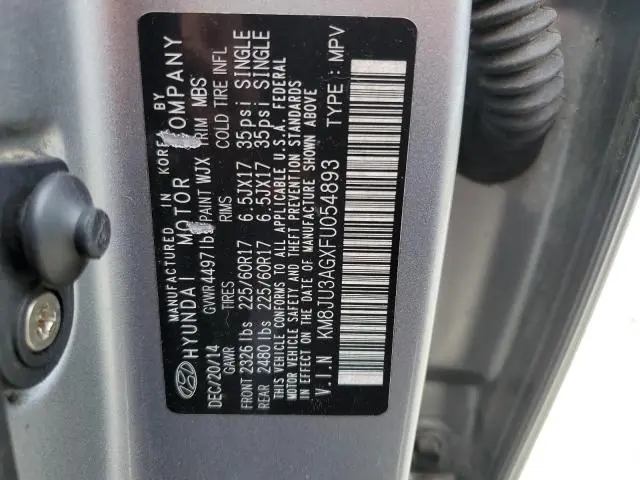 MANUFACTURED IN KOREA BY
HYUNDAI MOTOR COMPANY
DEC/20/14 GVWR 4497lbs PAINT WJX TRIM MBS
GAWR TIRES RIMS COLD TIRE INFL
FRONT 2326 lbs 225/60R17 6.5JX17 35psi SINGLE
REAR 2480 lbs 225/60R17 6.5JX17 35psi SINGLE
THIS VEHICLE CONFORMS TO ALL APPLICABLE U.S.A. FEDERAL
MOTOR VEHICLE SAFETY AND THEFT PREVENTION STANDARDS
IN EFFECT ON THE DATE OF MANUFACTURE SHOWN ABOVE
V.I.N KM8JU3AGXFU054893 TYPE : MPV